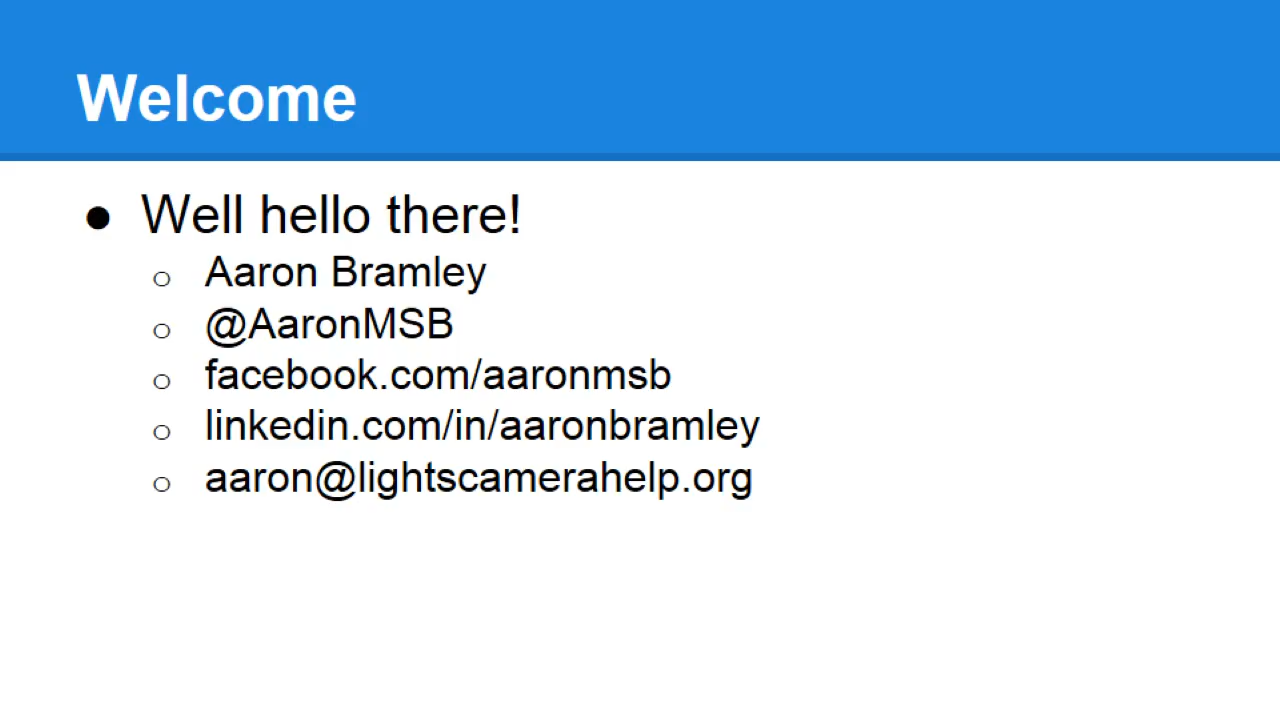 Welcome
● Well hello there!
○ Aaron Bramley
○ @AaronMSB
○ facebook.com/aaronmsb
○ linkedin.com/in/aaronbramley
○ aaron@lightscamerahelp.org